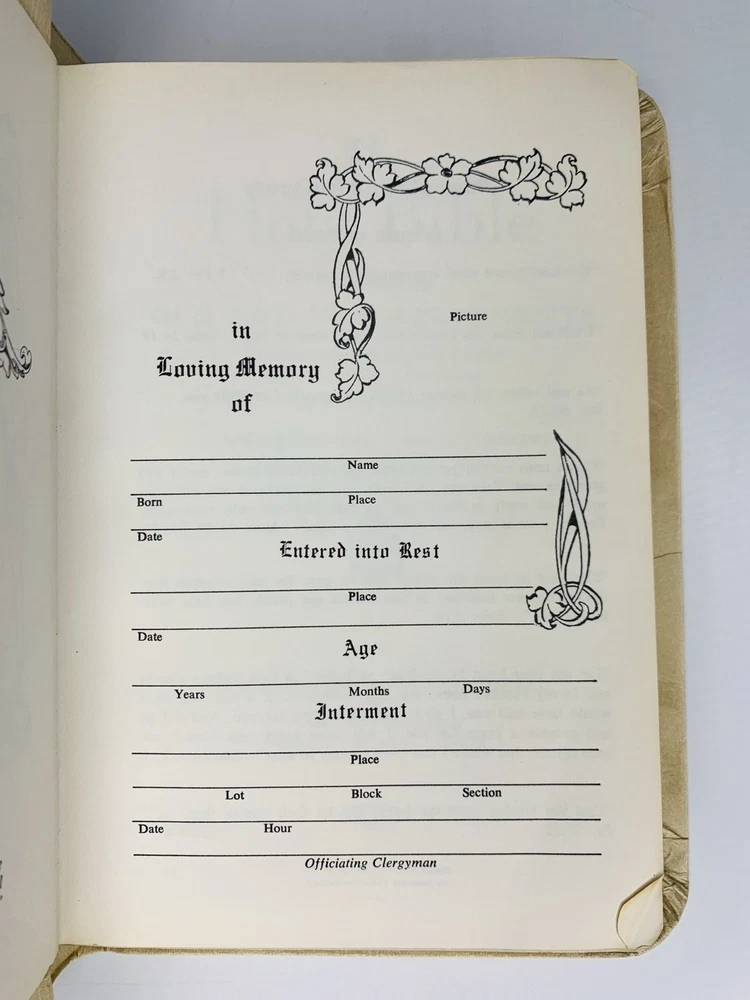 Picture
in
Loving Memory
of
Name
Born Place
Date
Entered into Rest
Place
Date
Age
Years Months Days
Interment
Place
Lot Block Section
Date Hour
Officiating Clergyman